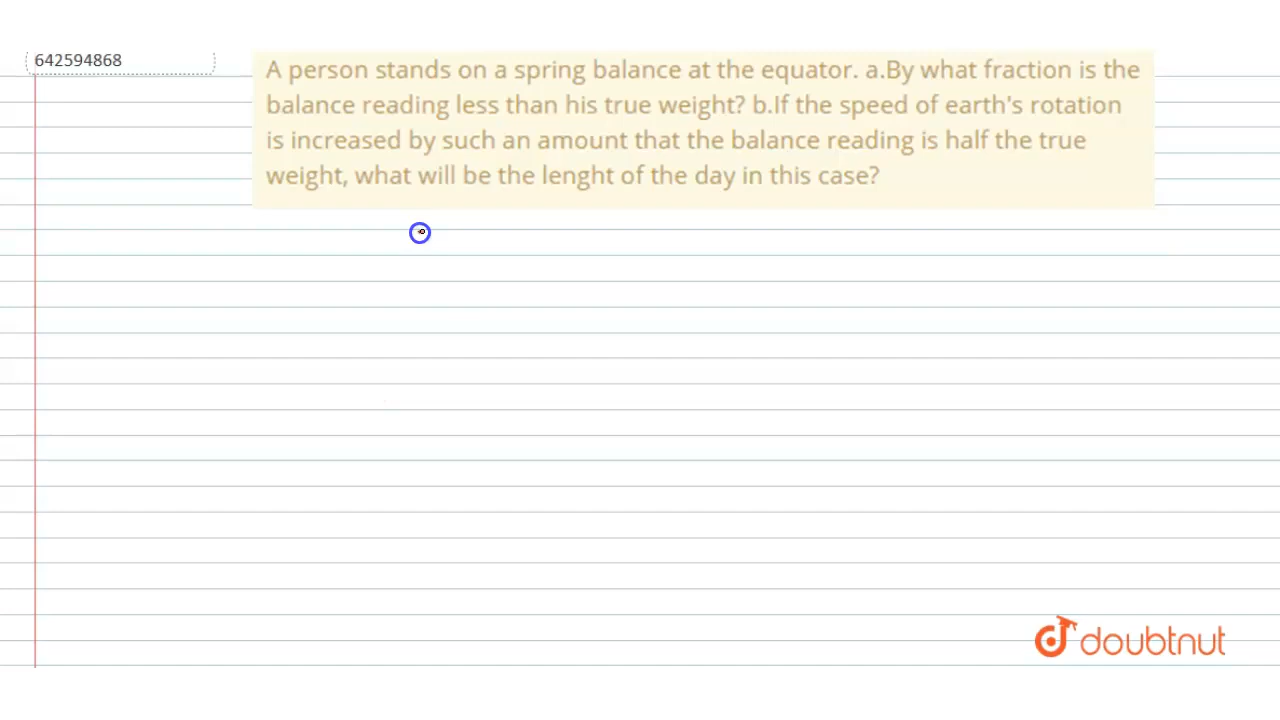 642594868
A person stands on a spring balance at the equator. a.By what fraction is the
balance reading less than his true weight? b.If the speed of earth's rotation
is increased by such an amount that the balance reading is half the true
weight, what will be the lenght of the day in this case?
doubtnut